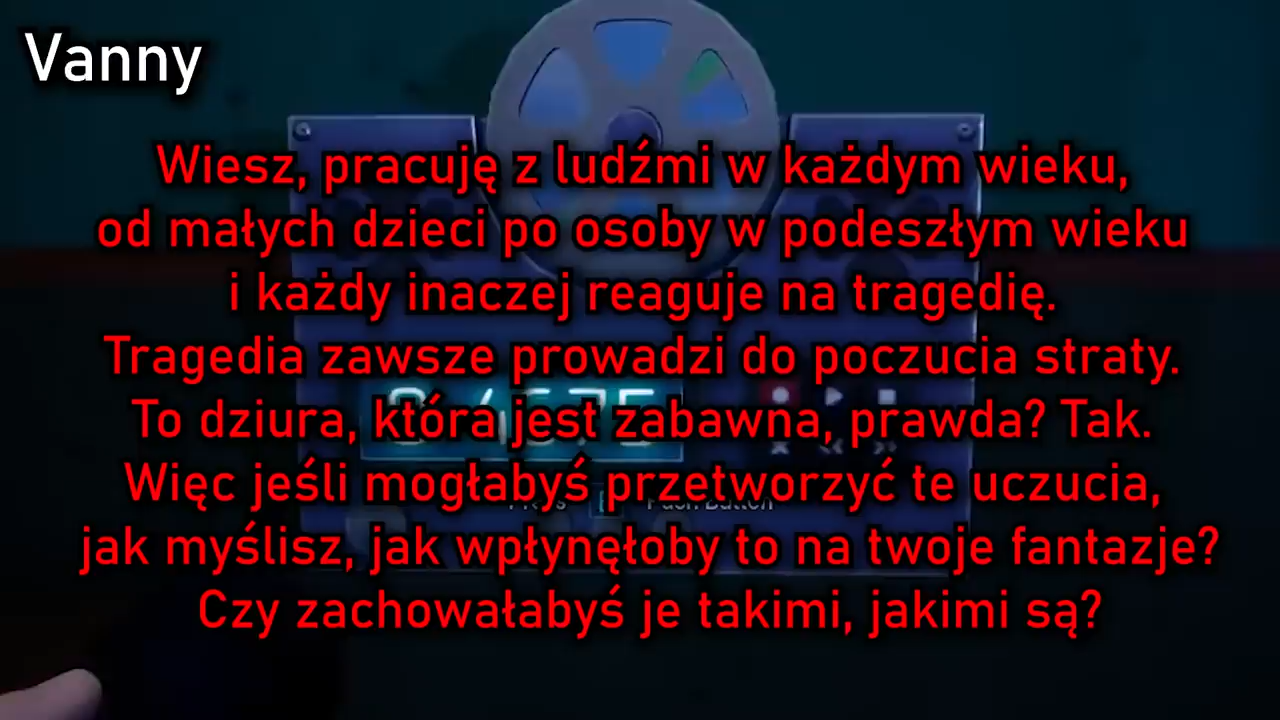 Vanny
Wiesz, pracuję z ludźmi w każdym wieku,
od małych dzieci po osoby w podeszłym wieku
i każdy inaczej reaguje na tragedię.
Tragedia zawsze prowadzi do poczucia straty.
To dziura, która jest zabawna, prawda? Tak.
Więc jeśli mogłabyś przetworzyć te uczucia,
jak myślisz, jak wpłynęłoby to na twoje fantazje?
Czy zachowałabyś je takimi, jakimi są?
Button